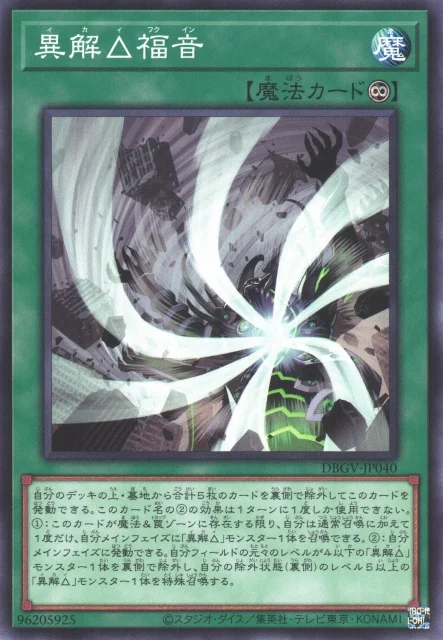 異解△福音
イカイフクイン
魔
【魔法カード】
DBGV-JP040
自分のデッキの上・墓地から合計5枚のカードを裏側で除外してこのカードを
発動できる。このカード名の②の効果は1ターンに1度しか使用できない。
①:このカードが魔法&罠ゾーンに存在する限り、自分は通常召喚に加えて
1度だけ、自分メインフェイズに「異解」モンスター1体を召喚できる。②:自分
メインフェイズに発動できる。自分フィールドの元々のレベルが4以下の「異解」
モンスター1体を裏側で除外し、自分の除外状態(裏側)のレベル5以上の
「異解」モンスター1体を特殊召喚する。
96205925
©スタジオ・ダイス/集英社・テレビ東京・KONAMI